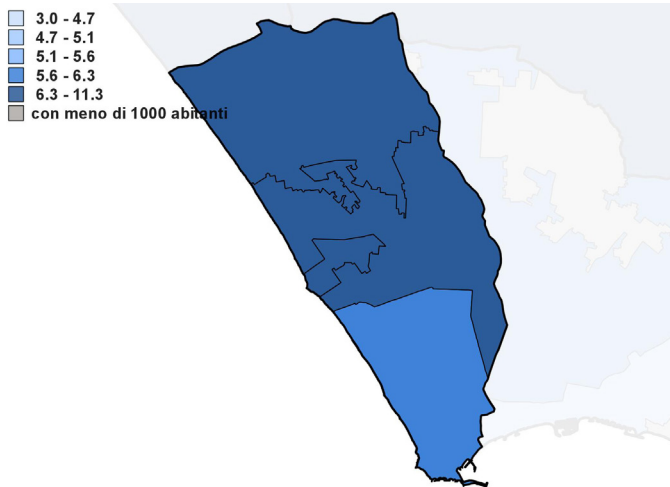 3.0 - 4.7
4.7 - 5.1
5.1 - 5.6
5.6 - 6.3
6.3 - 11.3
con meno di 1000 abitanti